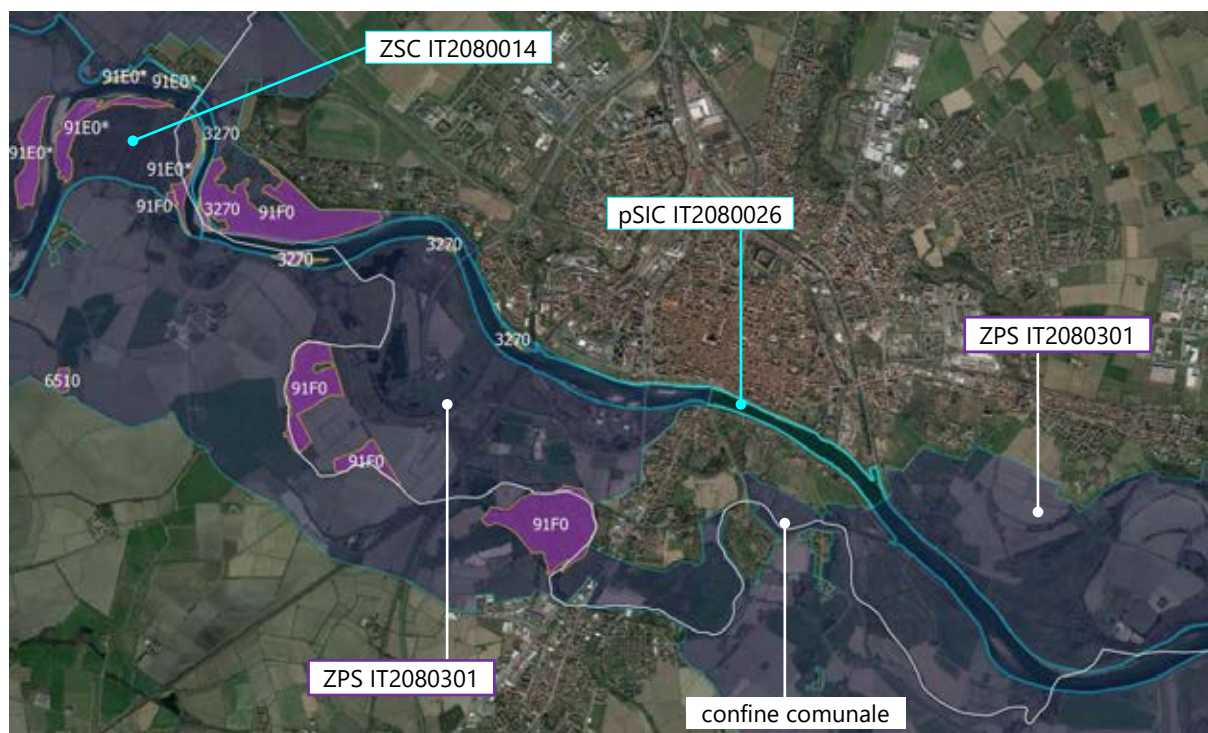 ZSC IT2080014
91E0*
91E0*
91E0*
3270
91E0*
91E0*
91F0
3270
91F0
pSIC IT2080026
3270
3270
3270
ZPS IT2080301
6510
91F0
91F0
91F0
ZPS IT2080301
confine comunale